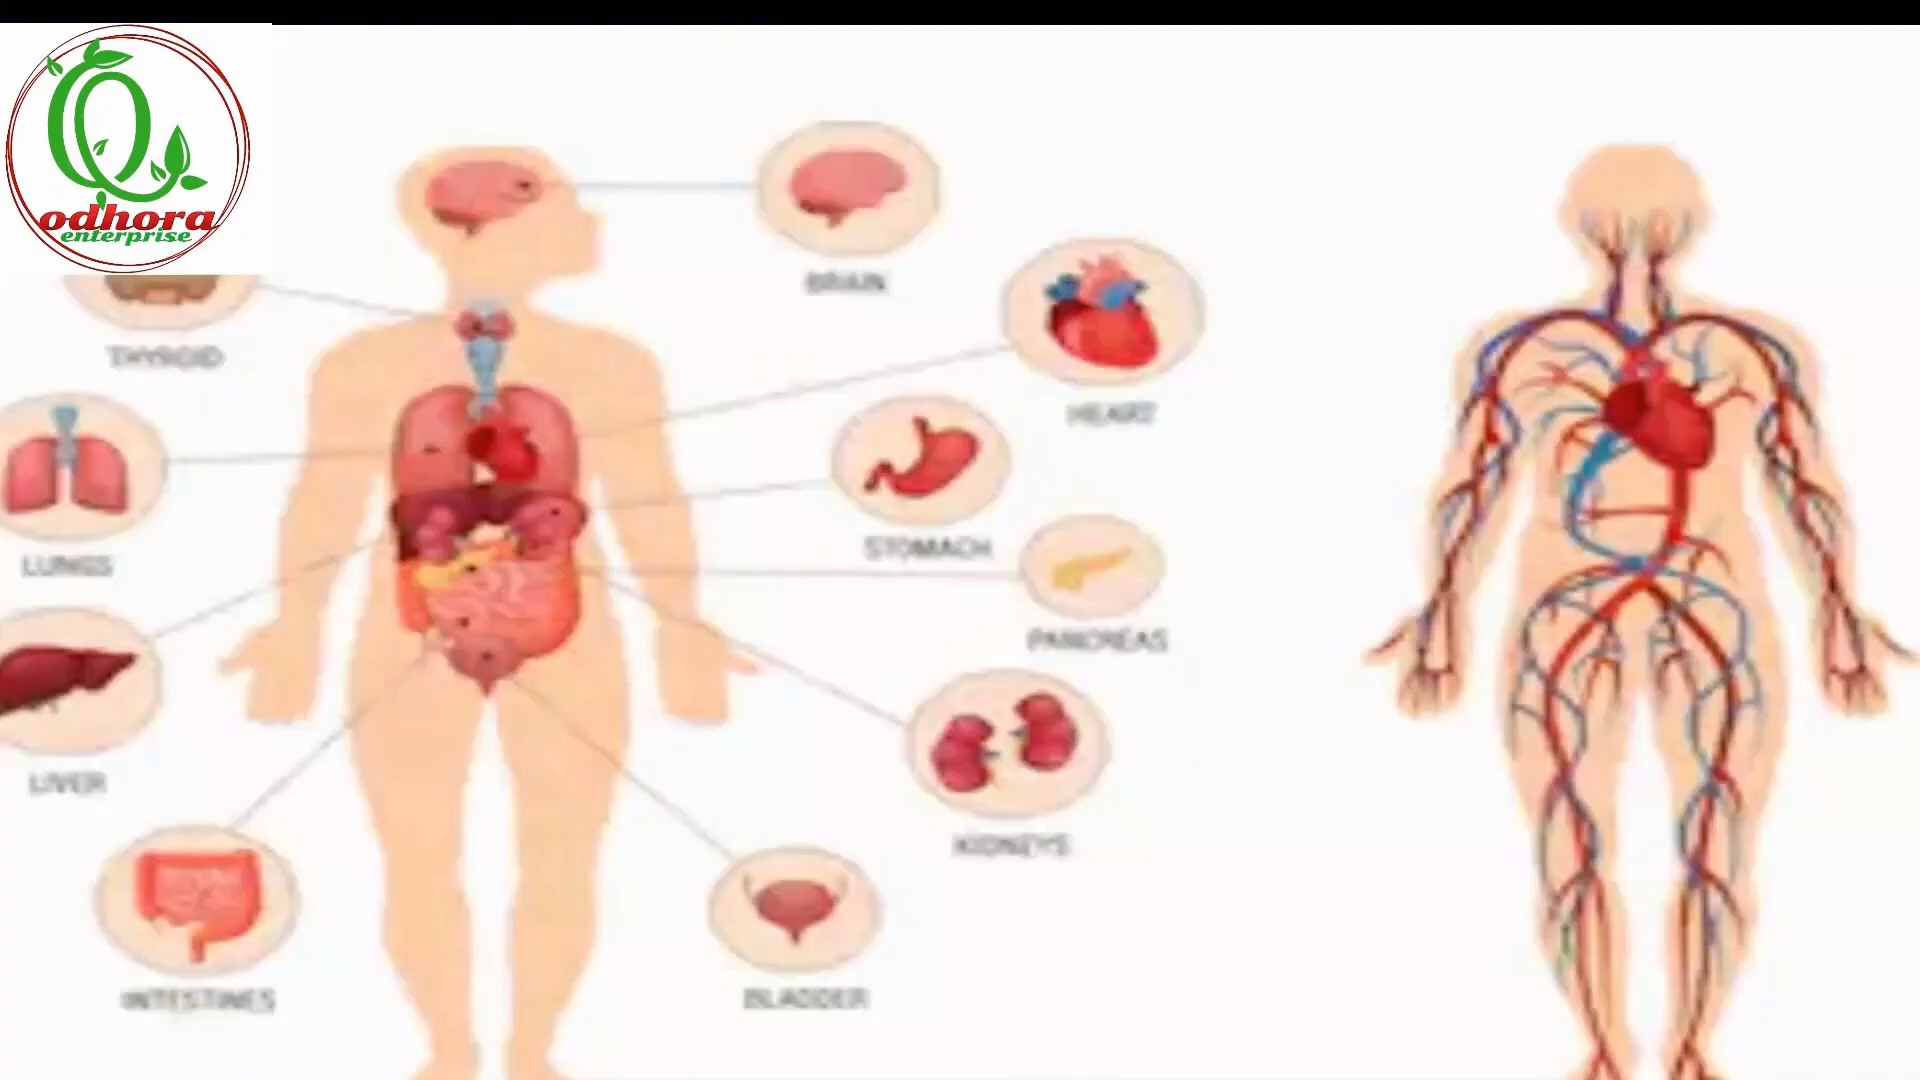 odhora
enterprise
BRAIN
THYROID
HEART
LUNGS
STOMACH
PANCREAS
LIVER
KIDNEYS
INTESTINES
BLADDER